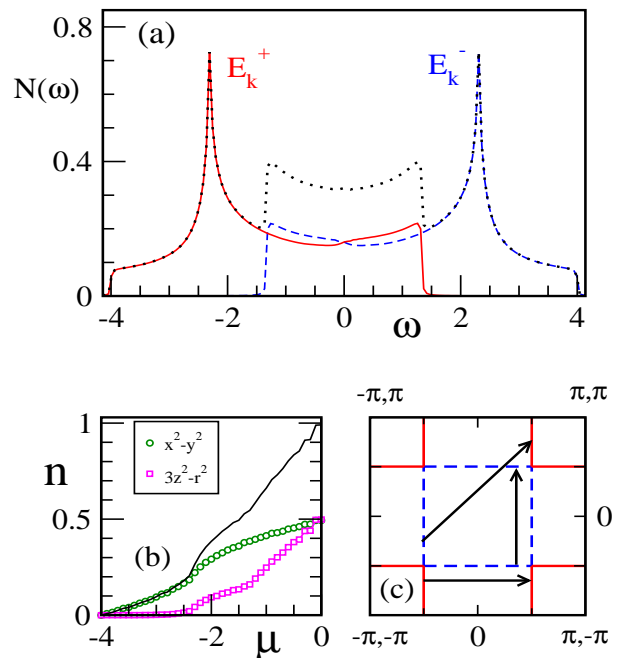 0.8
(a)
E_k^+
E_k^-
N(ω)
0.4
0
-4 -2 0 2 4
ω
-π,π π,π
1
x²-y²
3z²-r²
n
0.5
0
(b)
(c)
0
-4 -2 0
μ
-π,-π 0 π,-π